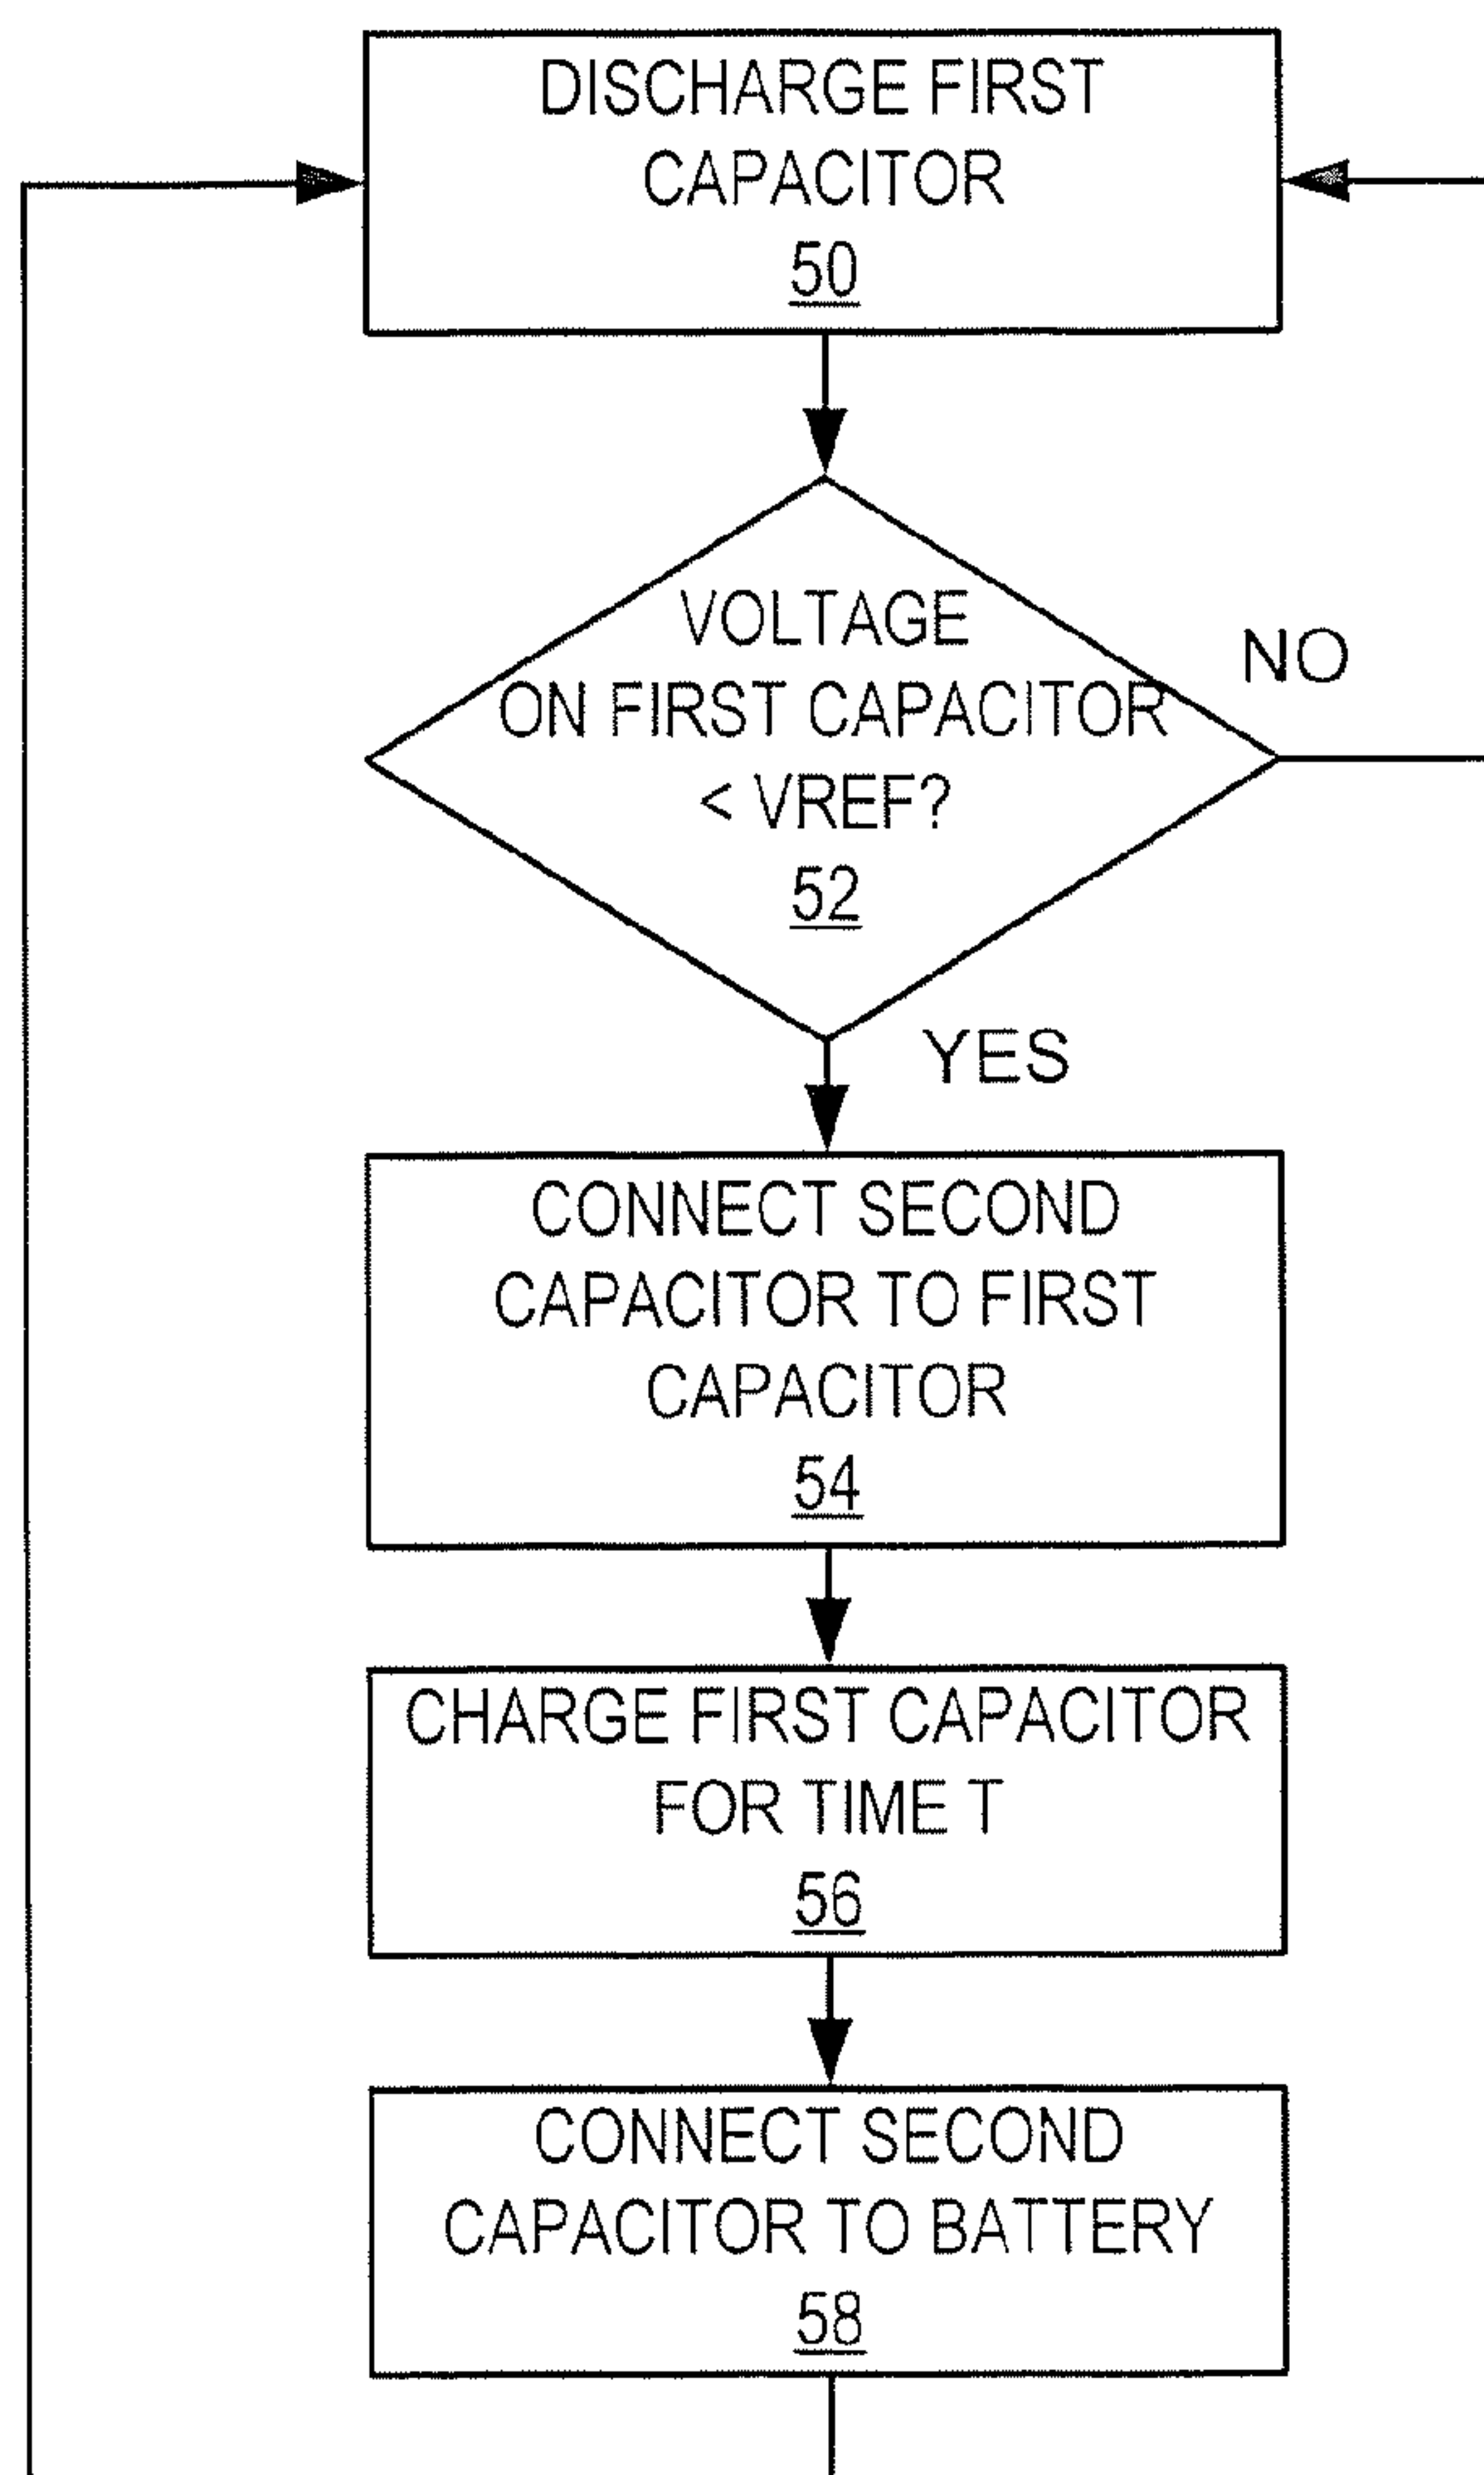 DISCHARGE FIRST
CAPACITOR
50
VOLTAGE
ON FIRST CAPACITOR
< VREF?
52
NO
YES
CONNECT SECOND
CAPACITOR TO FIRST
CAPACITOR
54
CHARGE FIRST CAPACITOR
FOR TIME T
56
CONNECT SECOND
CAPACITOR TO BATTERY
58